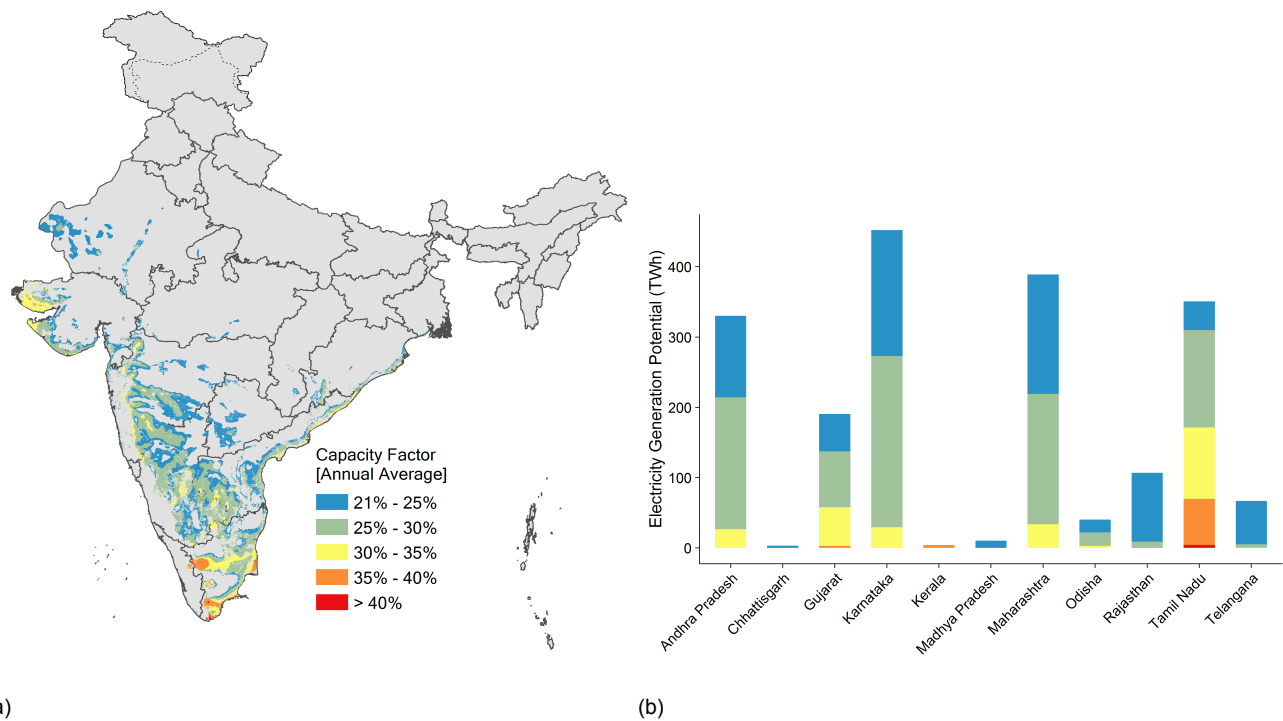 Capacity Factor
[Annual Average]
21% - 25%
25% - 30%
30% - 35%
35% - 40%
> 40%
Electricity Generation Potential (TWh)
400
300
200
100
0
Andhra Pradesh
Chhattisgarh
Gujarat
Karnataka
Kerala
Madhya Pradesh
Maharashtra
Odisha
Rajasthan
Tamil Nadu
Telangana
)
(b)